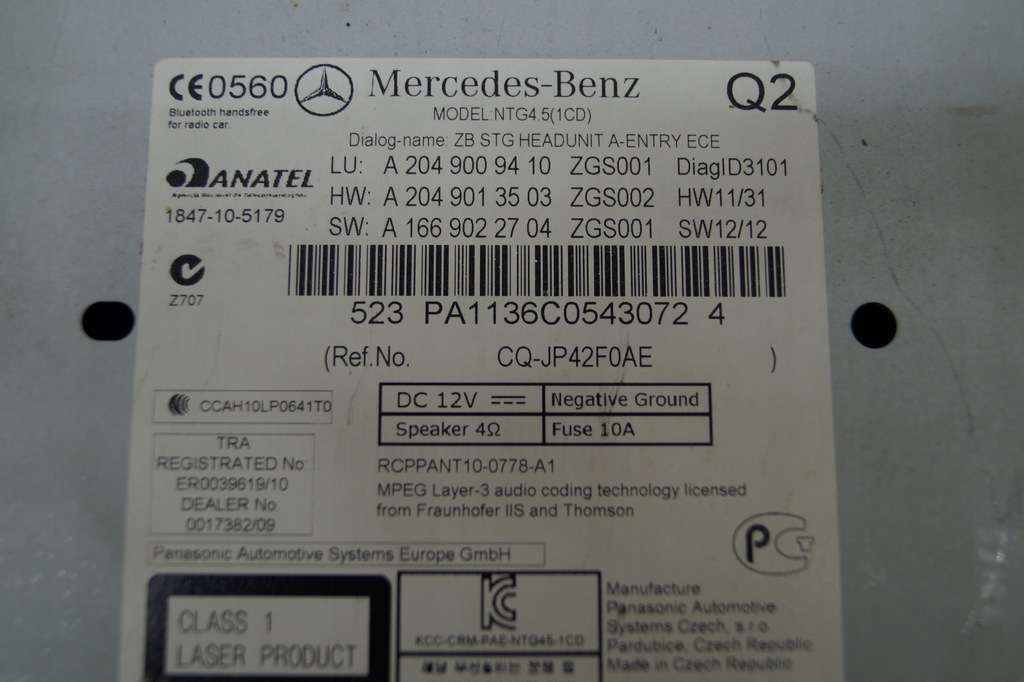 CE0560 Mercedes-Benz Q2
Bluetooth handsfree
for radio car.
MODEL:NTG4.5(1CD)
Dialog-name: ZB STG HEADUNIT A-ENTRY ECE
ANATEL
1847-10-5179
LU: A 204 900 94 10 ZGS001 DiagID3101
HW: A 204 901 35 03 ZGS002 HW11/31
SW: A 166 902 27 04 ZGS001 SW12/12
Z707
523 PA1136C0543072 4
(Ref.No. CQ-JP42F0AE )
CCAH10LP0641T0
DC 12V Negative Ground
Speaker 4Ω Fuse 10A
TRA
REGISTRATED No:
ER0039619/10
DEALER No
0017382/09
RCPPANT10-0778-A1
MPEG Layer-3 audio coding technology licensed
from Fraunhofer IIS and Thomson
Panasonic Automotive Systems Europe GmbH
CLASS 1
LASER PRODUCT
KCC-CRM-PAE-NTG45-1CD
Manufacture
Panasonic Automotive
Systems Czech, s.r.o.
Pardubice, Czech Republic
Made in Czech Republic